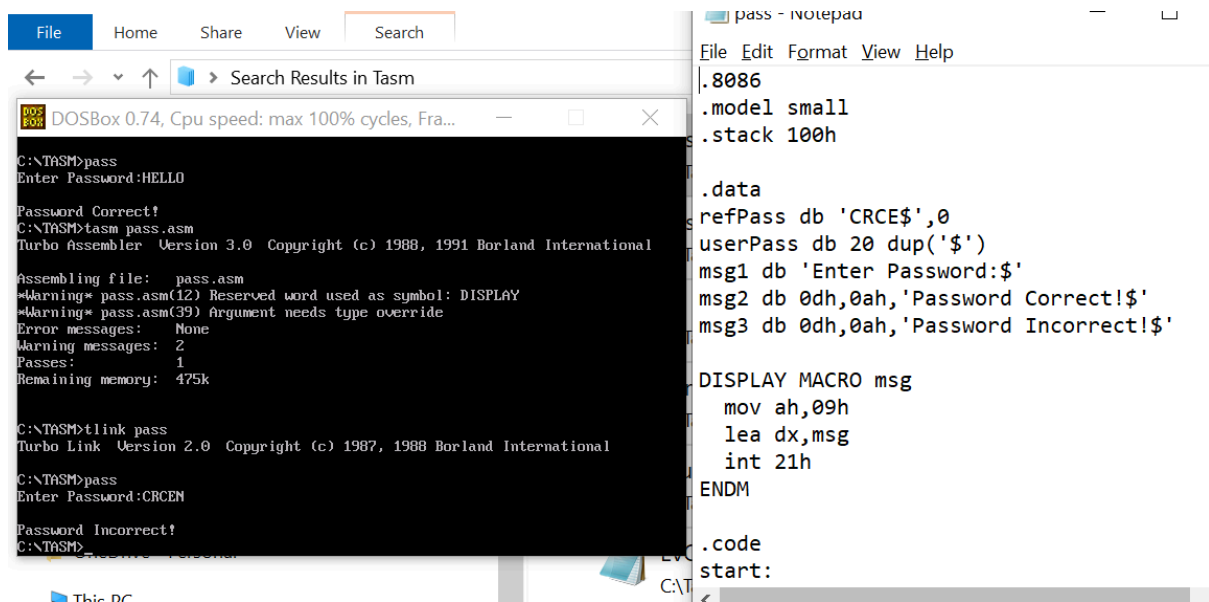 File Home Share View Search
Search Results in Tasm
DOSBox 0.74, Cpu speed: max 100% cycles, Fra...
C:\TASM>pass
Enter Password:HELLO
Password Correct!
C:\TASM>tasm pass.asm
Turbo Assembler Version 3.0 Copyright (c) 1988, 1991 Borland International
Assembling file: pass.asm
*Warning* pass.asm(12) Reserved word used as symbol: DISPLAY
*Warning* pass.asm(39) Argument needs type override
Error messages: None
Warning messages: 2
Passes: 1
Remaining memory: 475k
C:\TASM>tlink pass
Turbo Link Version 2.0 Copyright (c) 1987, 1988 Borland International
C:\TASM>pass
Enter Password:CRCEN
Password Incorrect!
C:\TASM>_
This PC
C:\T
pass - Notepad
File Edit Format View Help
.8086
.model small
.stack 100h
.data
refPass db 'CRCE$',0
userPass db 20 dup('$')
msg1 db 'Enter Password:$'
msg2 db 0dh,0ah,'Password Correct!$'
msg3 db 0dh,0ah,'Password Incorrect!$'
DISPLAY MACRO msg
mov ah,09h
lea dx,msg
int 21h
ENDM
.code
start: